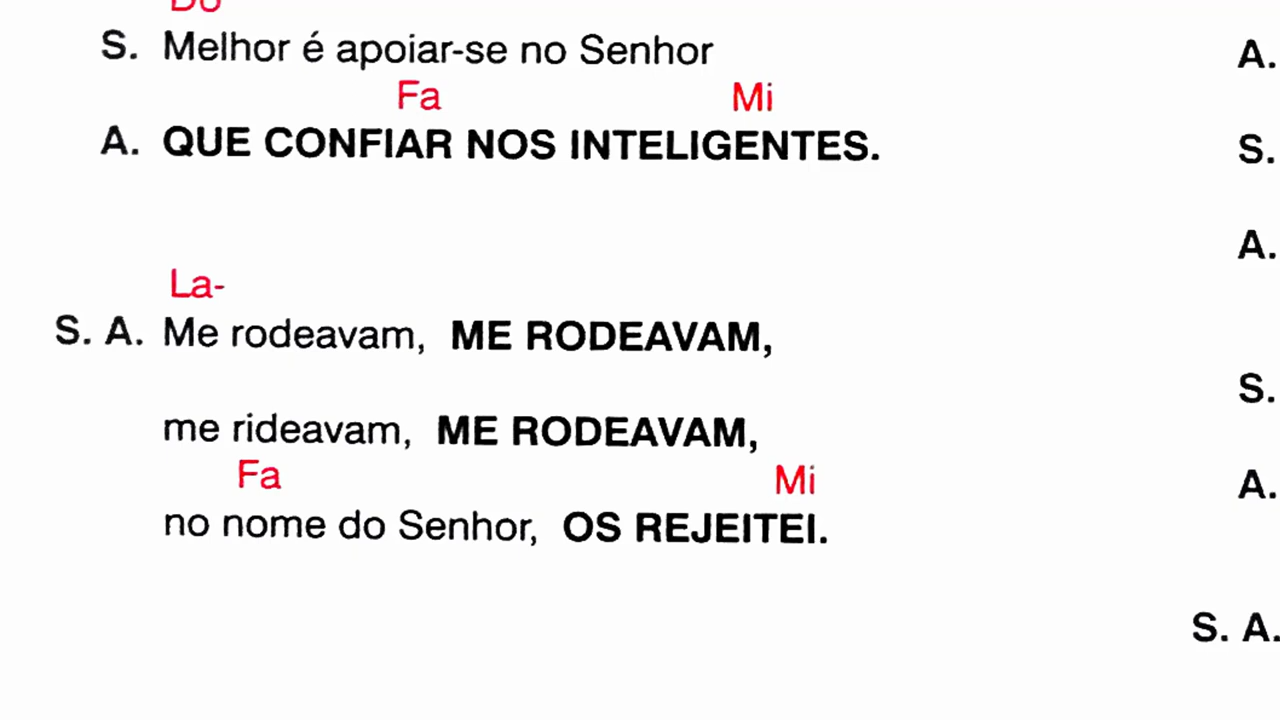 Do
S. Melhor é apoiar-se no Senhor
Fa Mi
A. QUE CONFIAR NOS INTELIGENTES.
La-
S. A. Me rodeavam, ME RODEAVAM,
me rideavam, ME RODEAVAM,
Fa Mi
no nome do Senhor, OS REJEITEI.
A.
S.
A.
S.
A.
S. A.